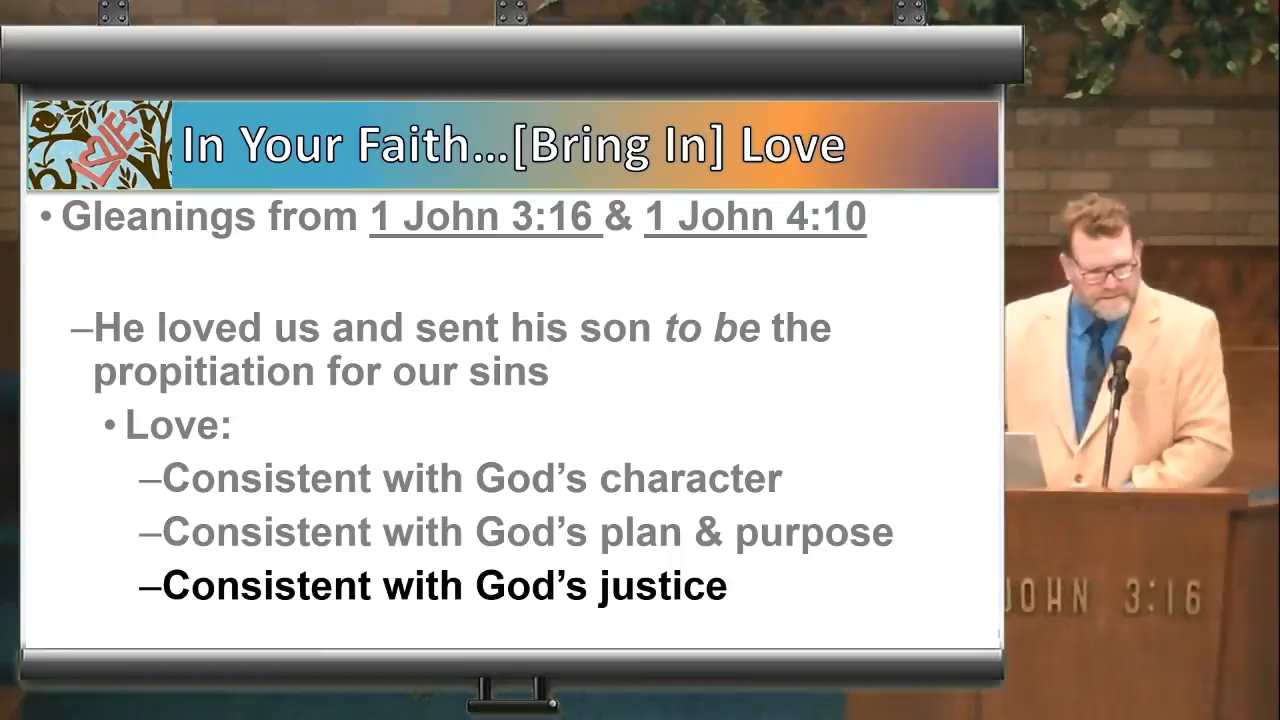 LOVE
In Your Faith…[Bring In] Love
• Gleanings from 1 John 3:16 & 1 John 4:10
–He loved us and sent his son to be the
propitiation for our sins
• Love:
–Consistent with God’s character
–Consistent with God’s plan & purpose
–Consistent with God’s justice
JOHN 3:16